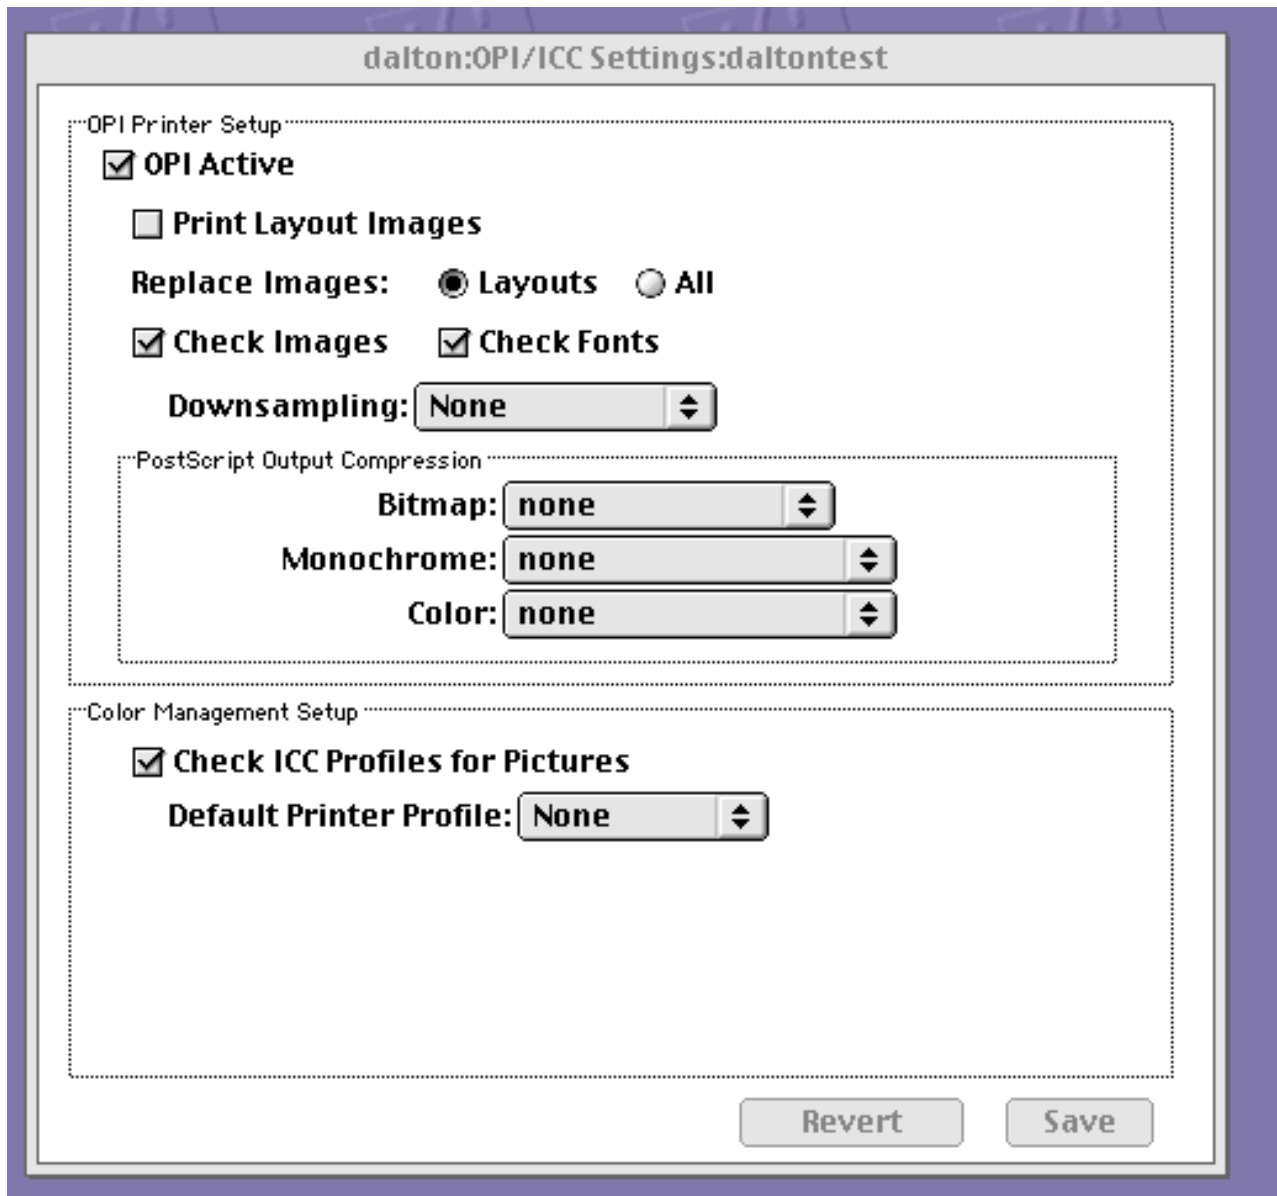 dalton:OPI/ICC Settings:daltontest
OPI Printer Setup
OPI Active
Print Layout Images
Replace Images: Layouts All
Check Images Check Fonts
Downsampling: None
PostScript Output Compression
Bitmap: none
Monochrome: none
Color: none
Color Management Setup
Check ICC Profiles for Pictures
Default Printer Profile: None
Revert Save